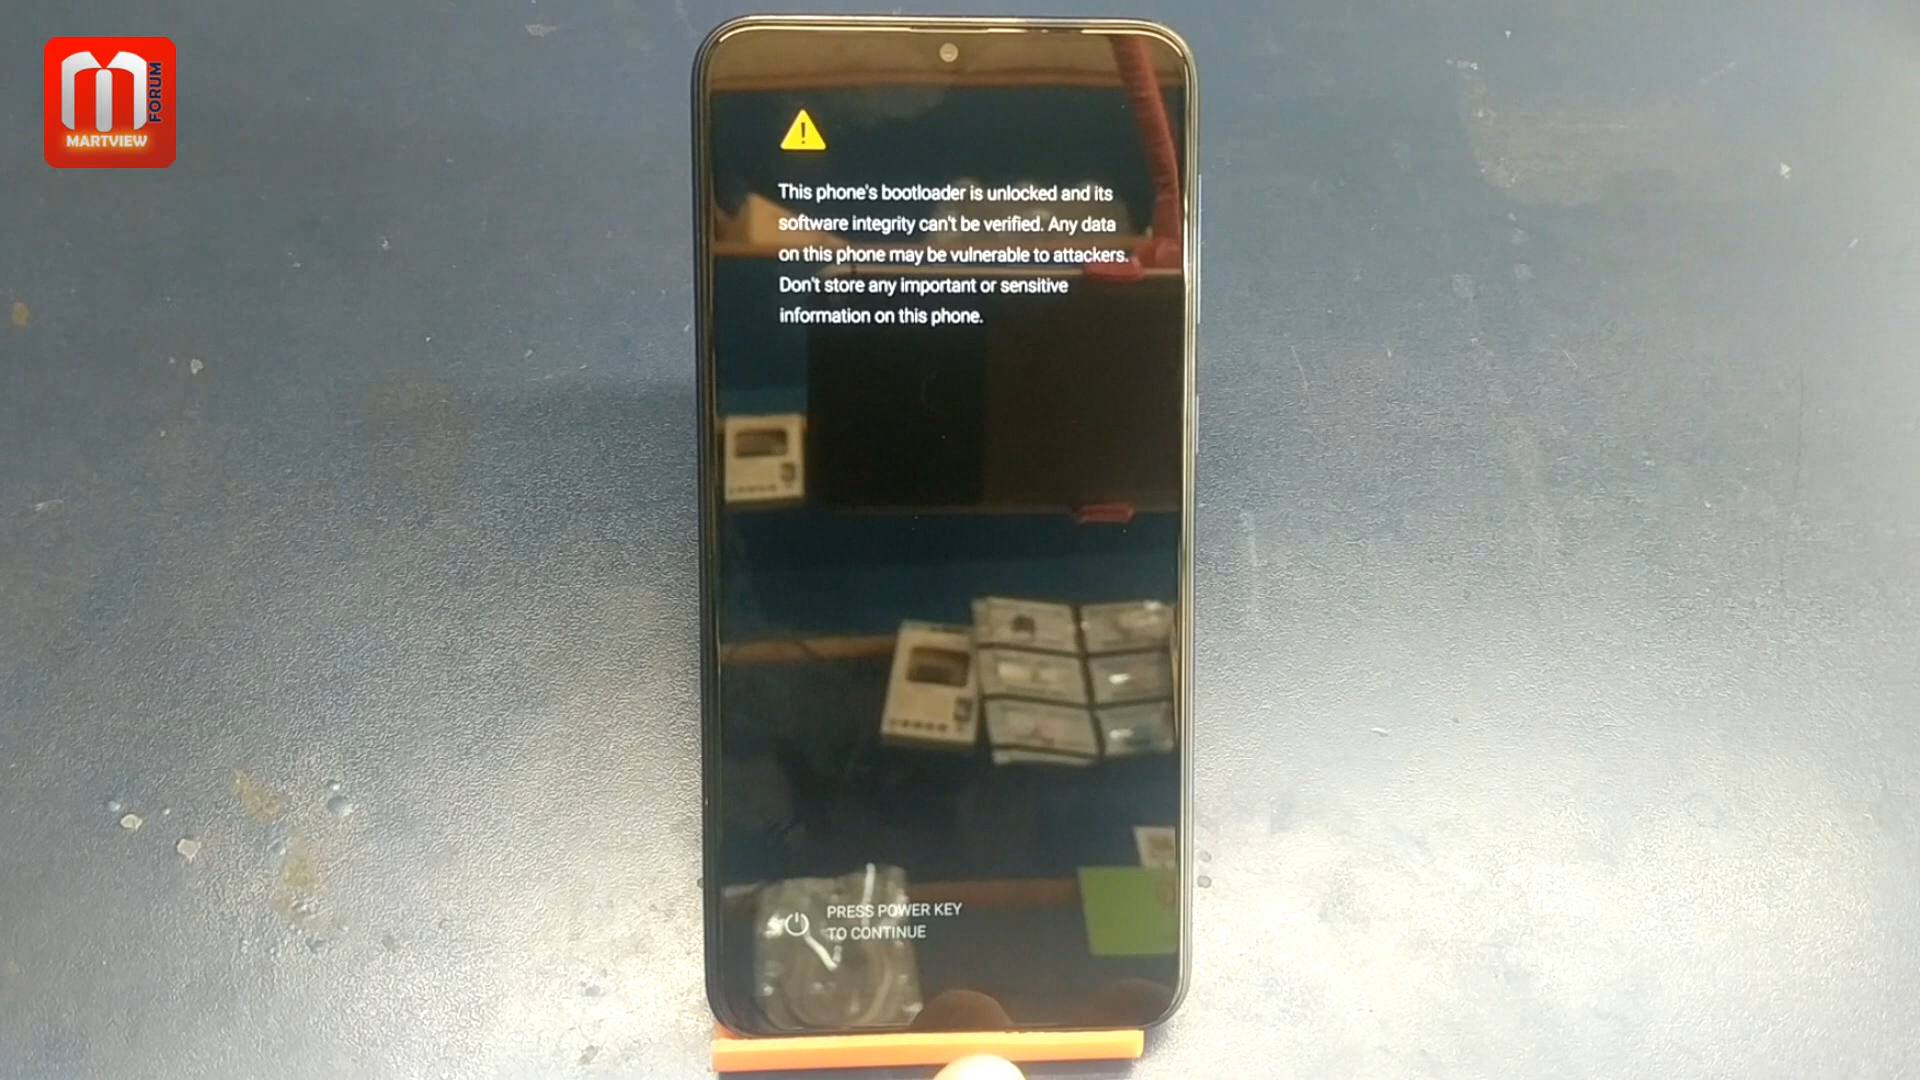 FORUM
MARTVIEW
This phone's bootloader is unlocked and its
software integrity can't be verified. Any data
on this phone may be vulnerable to attackers.
Don't store any important or sensitive
information on this phone.
PRESS POWER KEY
TO CONTINUE